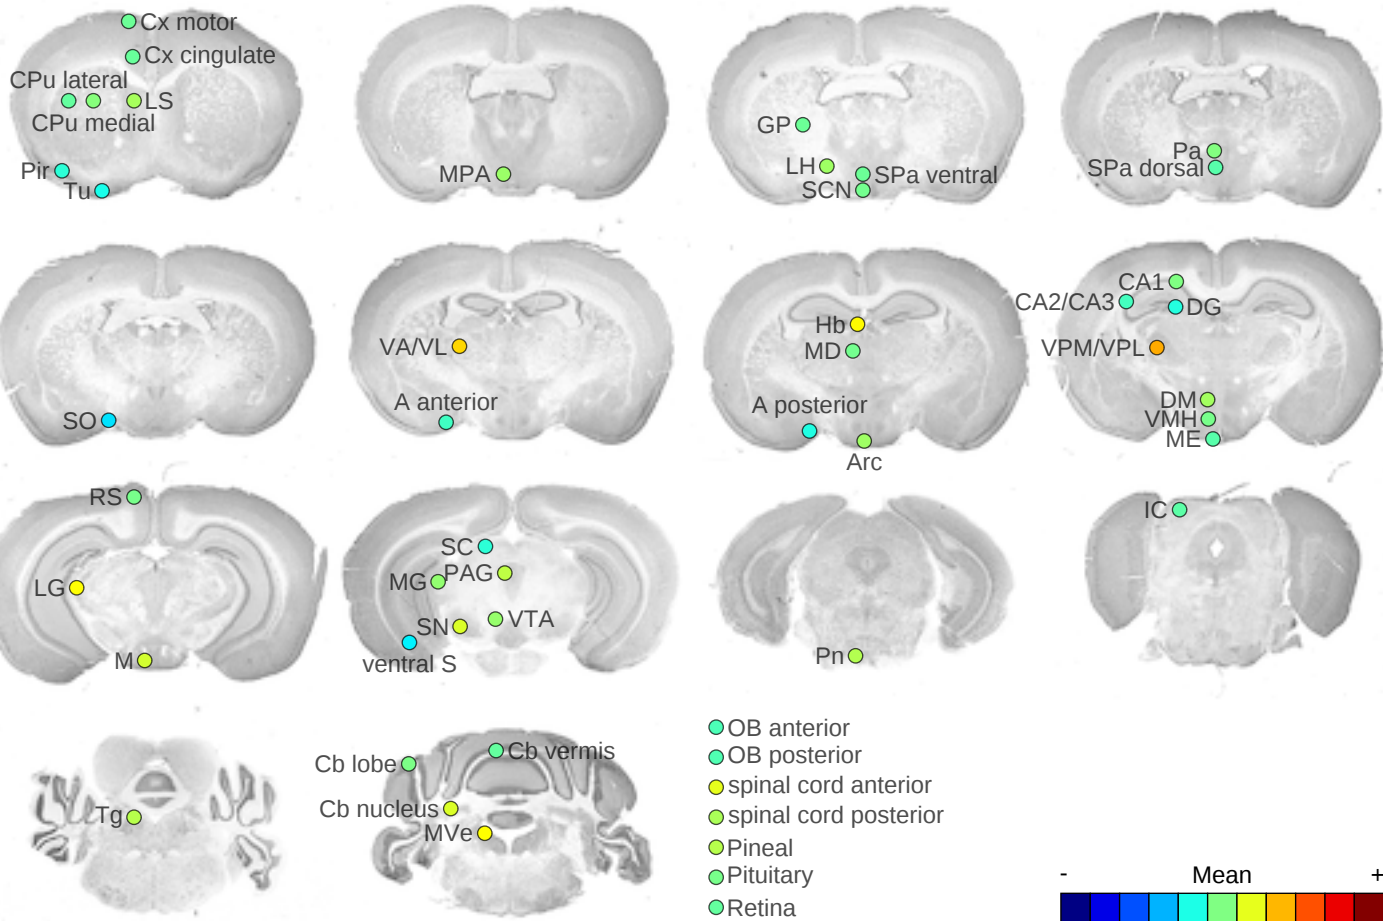 Cx motor
Cx cingulate
CPu lateral
LS
CPu medial
Pir
Tu
MPA
GP
LH
SPa ventral
SCN
Pa
SPa dorsal
SO
VA/VL
A anterior
Hb
MD
A posterior
Arc
CA1
CA2/CA3
DG
VPM/VPL
DM
VMH
ME
RS
LG
M
SC
MG
PAG
SN
VTA
ventral S
Pn
IC
Tg
Cb vermis
Cb lobe
Cb nucleus
MVe
OB anterior
OB posterior
spinal cord anterior
spinal cord posterior
Pineal
Pituitary
Retina
- Mean +